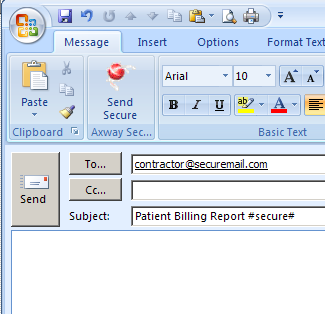 Message Insert Options Format Text
Paste
Send Secure
Arial 10 A A
B I U ab A
Clipboard Axway Sec... Basic Text
To... contractor@securemail.com
Cc...
Send
Subject: Patient Billing Report #secure#